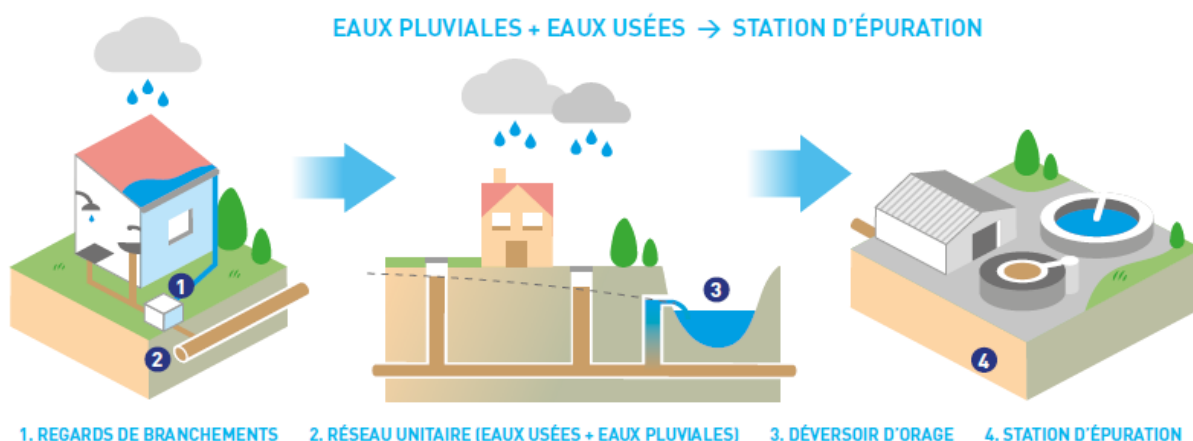 EAUX PLUVIALES + EAUX USÉES → STATION D'ÉPURATION
1
2
3
4
1. REGARDS DE BRANCHEMENTS 2. RÉSEAU UNITAIRE (EAUX USÉES + EAUX PLUVIALES) 3. DÉVERSOIR D'ORAGE 4. STATION D'ÉPURATION